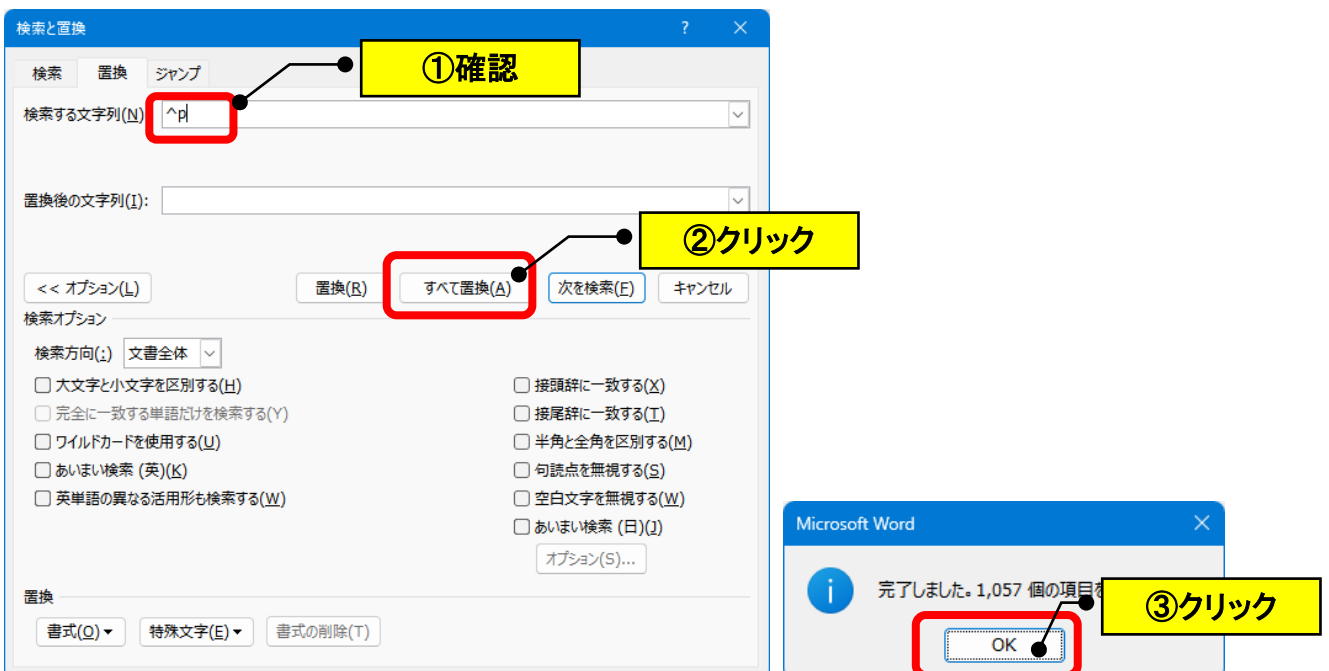 検索と置換
?
①確認
検索 置換 ジャンプ
検索する文字列(N) ^p
置換後の文字列(I):
②クリック
<< オプション(L) 置換(R) すべて置換(A) 次を検索(F) キャンセル
検索オプション
検索方向(:) 文書全体
大文字と小文字を区別する(H) 接頭辞に一致する(X)
完全に一致する単語だけを検索する(Y) 接尾辞に一致する(T)
ワイルドカードを使用する(U) 半角と全角を区別する(M)
あいまい検索 (英)(K) 句読点を無視する(S)
英単語の異なる活用形も検索する(W) 空白文字を無視する(W)
あいまい検索 (日)(J)
オプション(S)...
置換
書式(O) 特殊文字(E) 書式の削除(T)
Microsoft Word
完了しました。1,057 個の項目を
③クリック
OK